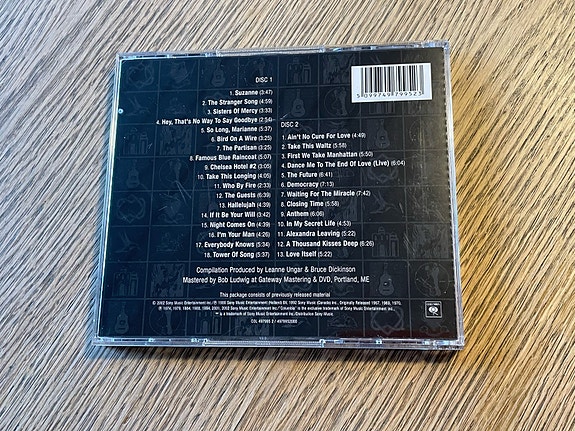 DISC 1
1. Suzanne (3:47)
2. The Stranger Song (4:59)
3. Sisters Of Mercy (3:32)
4. Hey, That's No Way To Say Goodbye (2:54)
5. So Long, Marianne (5:37)
6. Bird On A Wire (3:25)
7. The Partisan (3:25)
8. Famous Blue Raincoat (5:07)
9. Chelsea Hotel #2 (3:05)
10. Take This Longing (4:05)
11. Who By Fire (2:33)
12. The Guests (6:39)
13. Hallelujah (4:39)
14. If It Be Your Will (3:42)
15. Night Comes On (4:39)
16. I'm Your Man (4:26)
17. Everybody Knows (5:34)
18. Tower Of Song (5:37)
DISC 2
1. Ain't No Cure For Love (4:49)
2. Take This Waltz (5:58)
3. First We Take Manhattan (5:50)
4. Dance Me To The End Of Love (Live) (6:04)
5. The Future (6:41)
6. Democracy (7:13)
7. Waiting For The Miracle (7:42)
8. Closing Time (5:58)
9. Anthem (6:06)
10. In My Secret Life (4:53)
11. Alexandra Leaving (5:22)
12. A Thousand Kisses Deep (6:26)
13. Love Itself (5:22)
5 099749 799523
Compilation Produced by Leanne Ungar & Bruce Dickinson
Mastered by Bob Ludwig at Gateway Mastering & DVD, Portland, ME
This package consists of previously released material
COL 497995 2 / 4979952000